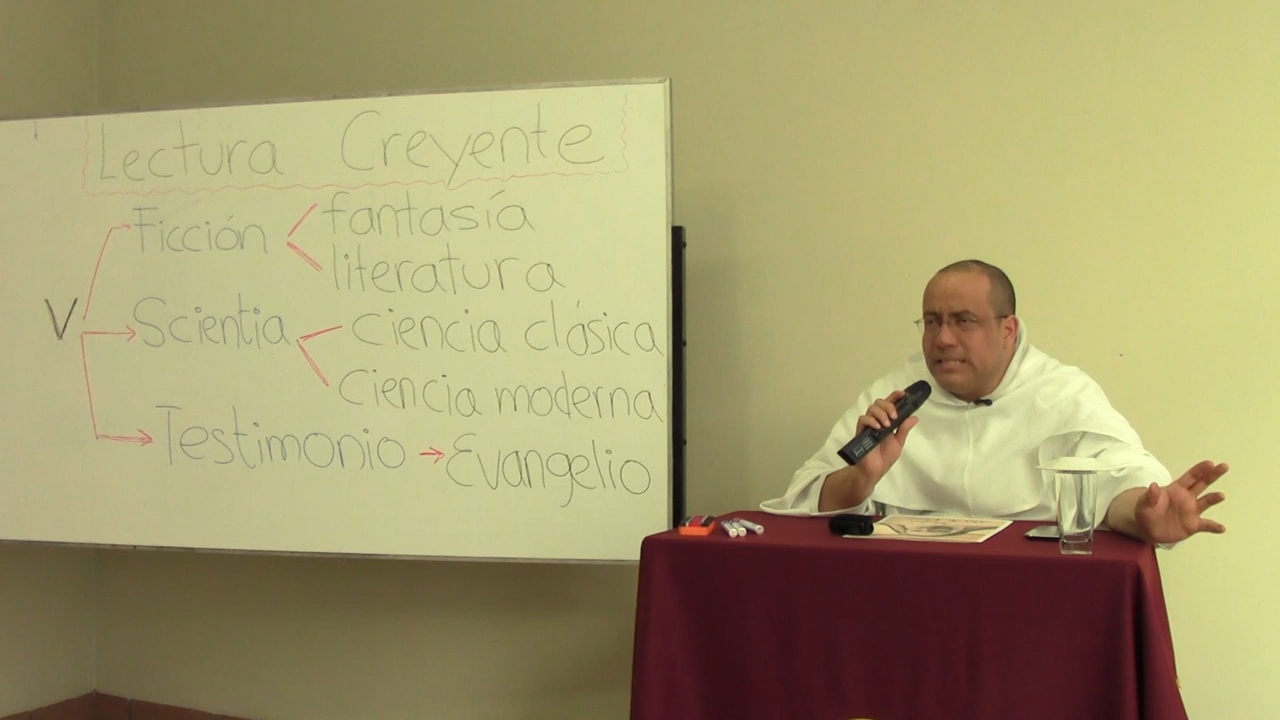 Lectura Creyente
Ficción fantasía
literatura
V Scientia ciencia clásica
ciencia moderna
Testimonio → Evangelio